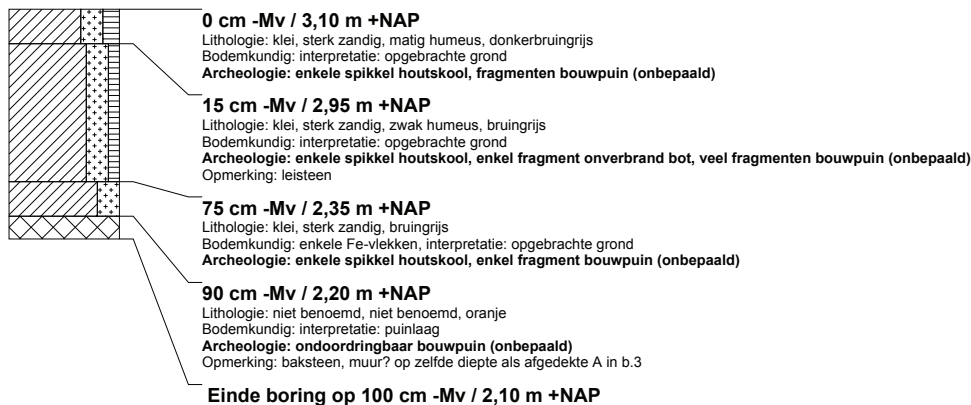 0 cm -Mv / 3,10 m +NAP
Lithologie: klei, sterk zandig, matig humeus, donkerbruingrijs
Bodemkundig: interpretatie: opgebrachte grond
Archeologie: enkele spikkel houtskool, fragmenten bouwpuin (onbepaald)
15 cm -Mv / 2,95 m +NAP
Lithologie: klei, sterk zandig, zwak humeus, bruingrijs
Bodemkundig: interpretatie: opgebrachte grond
Archeologie: enkele spikkel houtskool, enkel fragment onverbrand bot, veel fragmenten bouwpuin (onbepaald)
Opmerking: leisteen
75 cm -Mv / 2,35 m +NAP
Lithologie: klei, sterk zandig, bruingrijs
Bodemkundig: enkele Fe-vlekken, interpretatie: opgebrachte grond
Archeologie: enkele spikkel houtskool, enkel fragment bouwpuin (onbepaald)
90 cm -Mv / 2,20 m +NAP
Lithologie: niet benoemd, niet benoemd, oranje
Bodemkundig: interpretatie: puinlaag
Archeologie: ondoordringbaar bouwpuin (onbepaald)
Opmerking: baksteen, muur? op zelfde diepte als afgedekte A in b.3
Einde boring op 100 cm -Mv / 2,10 m +NAP